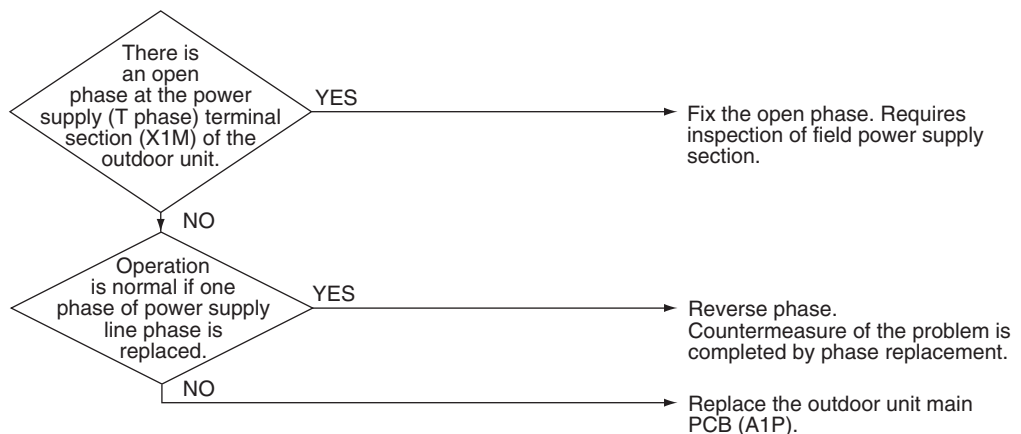 There is
an open
phase at the power
supply (T phase) terminal
section (X1M) of the
outdoor unit.
YES
Fix the open phase. Requires
inspection of field power supply
section.
NO
Operation
is normal if one
phase of power supply
line phase is
replaced.
YES
Reverse phase.
Countermeasure of the problem is
completed by phase replacement.
NO
Replace the outdoor unit main
PCB (A1P).